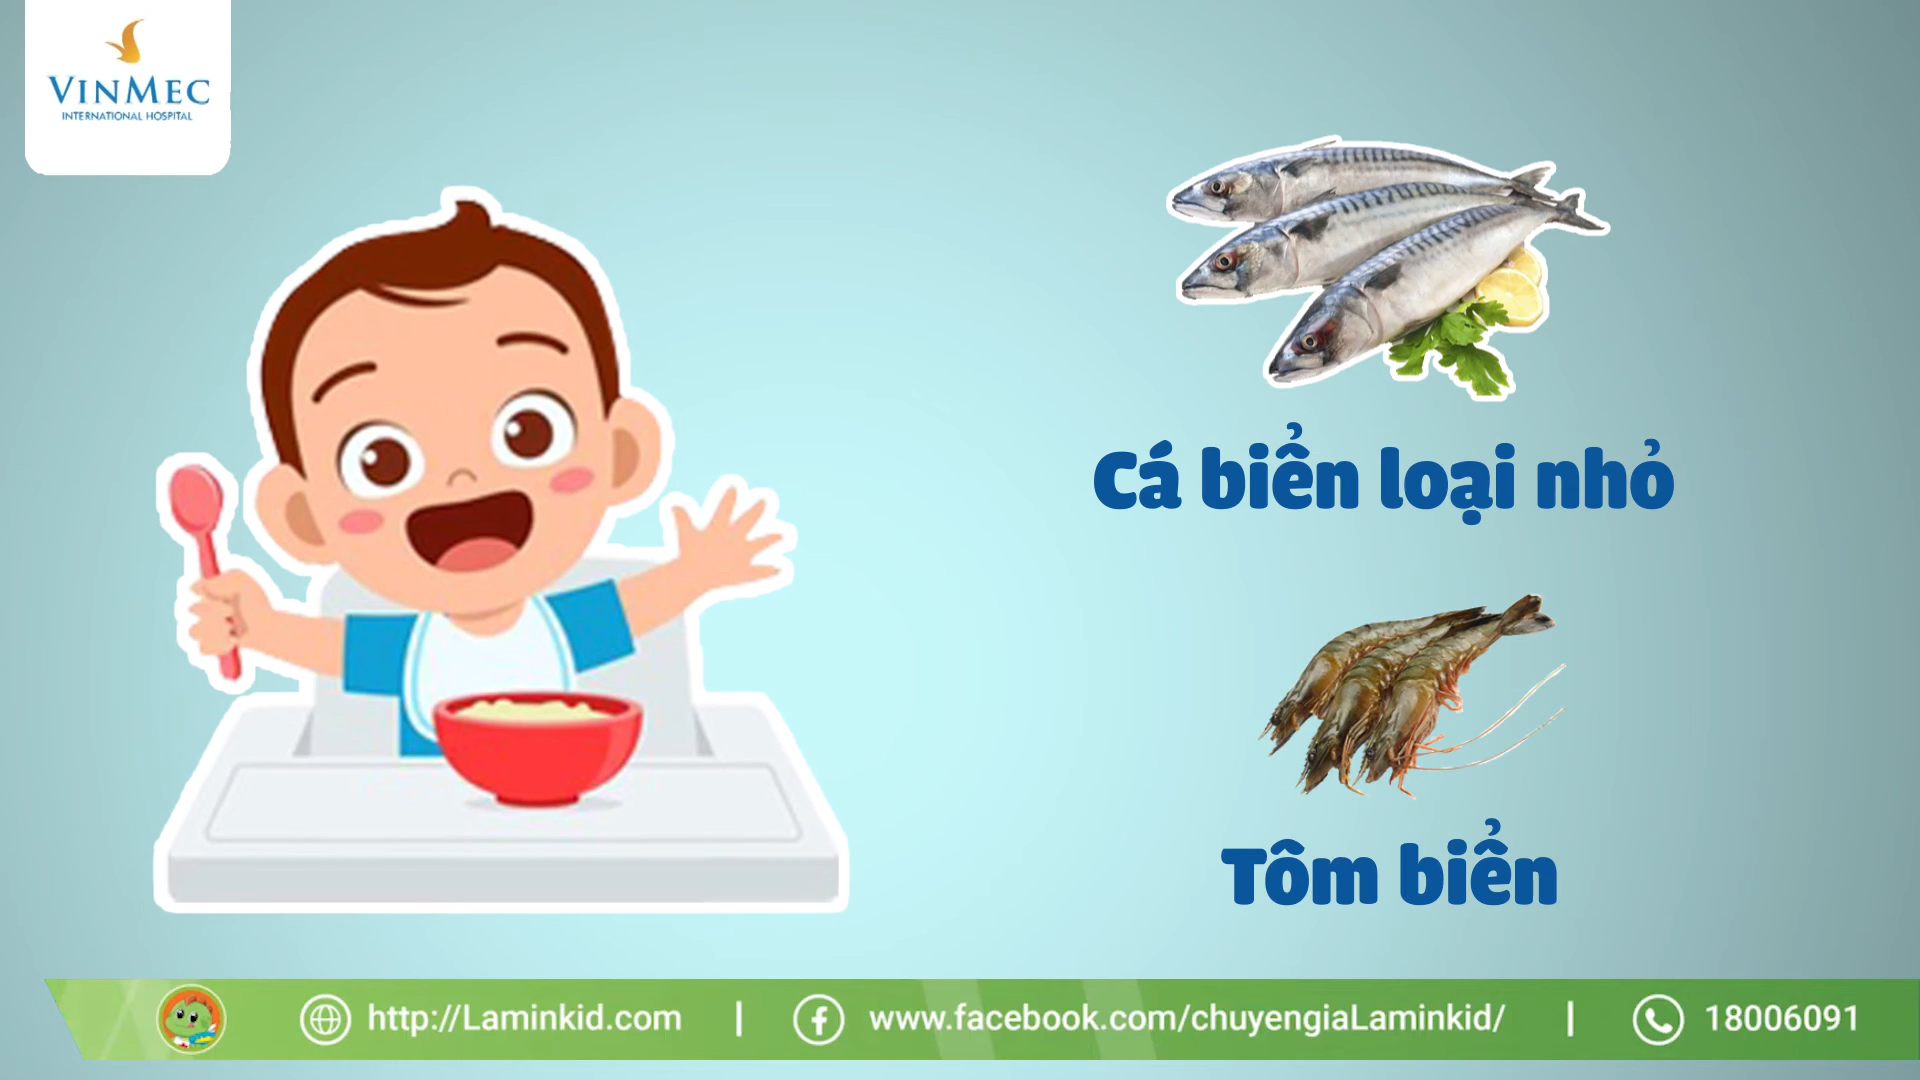 VINMEC
INTERNATIONAL HOSPITAL
Cá biển loại nhỏ
Tôm biển
http://Laminkid.com | www.facebook.com/chuyengiaLaminkid/ | 18006091